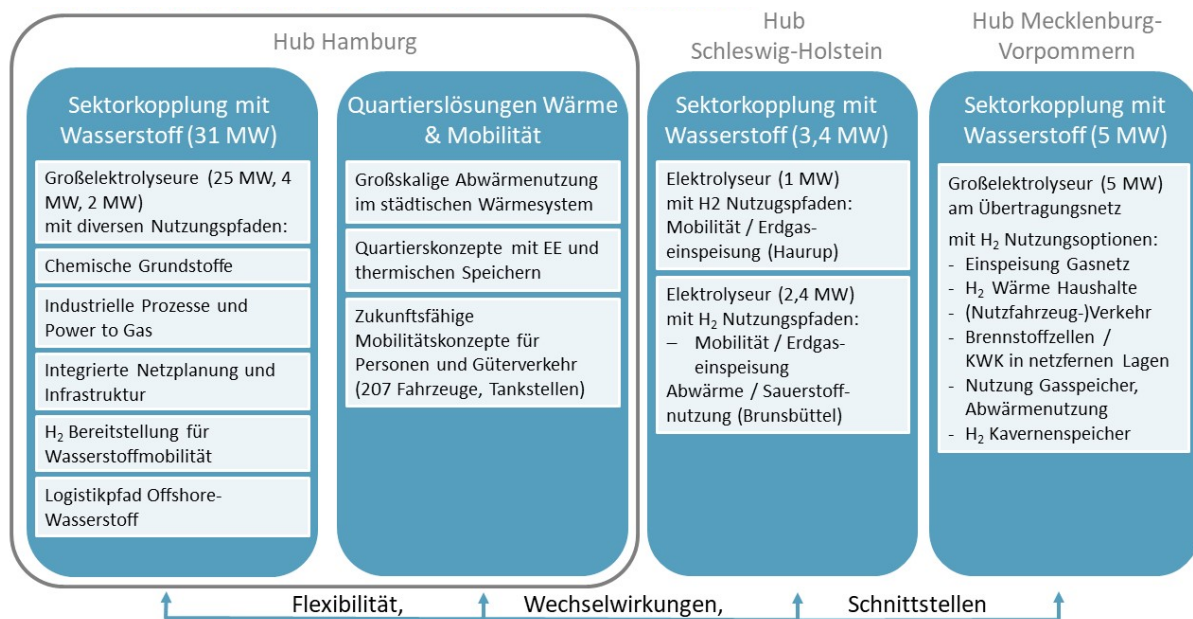 Hub Hamburg
Sektorkopplung mit
Wasserstoff (31 MW)
Großelektrolyseure (25 MW, 4
MW, 2 MW)
mit diversen Nutzungspfaden:
Chemische Grundstoffe
Industrielle Prozesse und
Power to Gas
Integrierte Netzplanung und
Infrastruktur
H₂ Bereitstellung für
Wasserstoffmobilität
Logistikpfad Offshore-
Wasserstoff
Quartierslösungen Wärme
& Mobilität
Großskalige Abwärmenutzung
im städtischen Wärmesystem
Quartierskonzepte mit EE und
thermischen Speichern
Zukunftsfähige
Mobilitätskonzepte für
Personen und Güterverkehr
(207 Fahrzeuge, Tankstellen)
Hub
Schleswig-Holstein
Sektorkopplung mit
Wasserstoff (3,4 MW)
Elektrolyseur (1 MW)
mit H2 Nutzugspfaden:
Mobilität / Erdgas-
einspeisung (Haurup)
Elektrolyseur (2,4 MW)
mit H₂ Nutzungspfaden:
– Mobilität / Erdgas-
einspeisung
Abwärme / Sauerstoff-
nutzung (Brunsbüttel)
Hub Mecklenburg-
Vorpommern
Sektorkopplung mit
Wasserstoff (5 MW)
Großelektrolyseur (5 MW)
am Übertragungsnetz
mit H₂ Nutzungsoptionen:
- Einspeisung Gasnetz
- H₂ Wärme Haushalte
- (Nutzfahrzeug-)Verkehr
- Brennstoffzellen /
KWK in netzfernen Lagen
- Nutzung Gasspeicher,
Abwärmenutzung
- H₂ Kavernenspeicher
Flexibilität, Wechselwirkungen, Schnittstellen